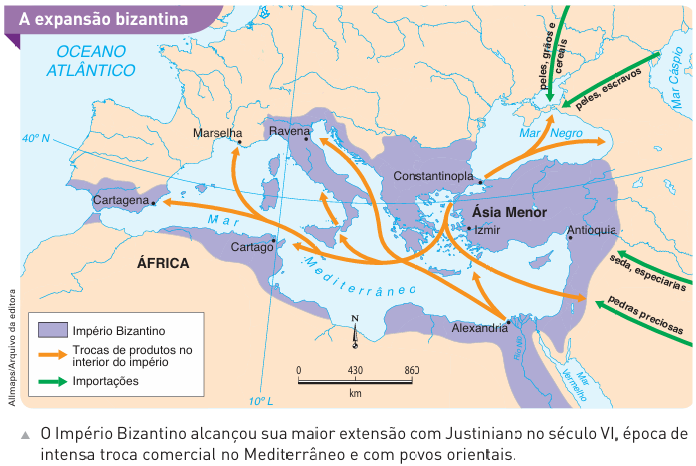 A expansão bizantina
OCEANO
ATLÂNTICO
peles, grãos e
cereais
peles, escravos
Mar Cáspio
40º N
Marselha
Ravena
Mar Negro
Constantinopla
Cartagena
Mar
Ásia Menor
Izmir
Antioquia
Cartago
ÁFRICA
Mediterrâneo
seda, especiarias
pedras preciosas
Alexandria
Rio Nilo
Mar
Vermelho
Império Bizantino
Trocas de produtos no
interior do império
Importações
N
0 430 860
km
10º L
Allmaps/Arquivo da editora
O Império Bizantino alcançou sua maior extensão com Justiniano no século VI, época de
intensa troca comercial no Mediterrâneo e com povos orientais.